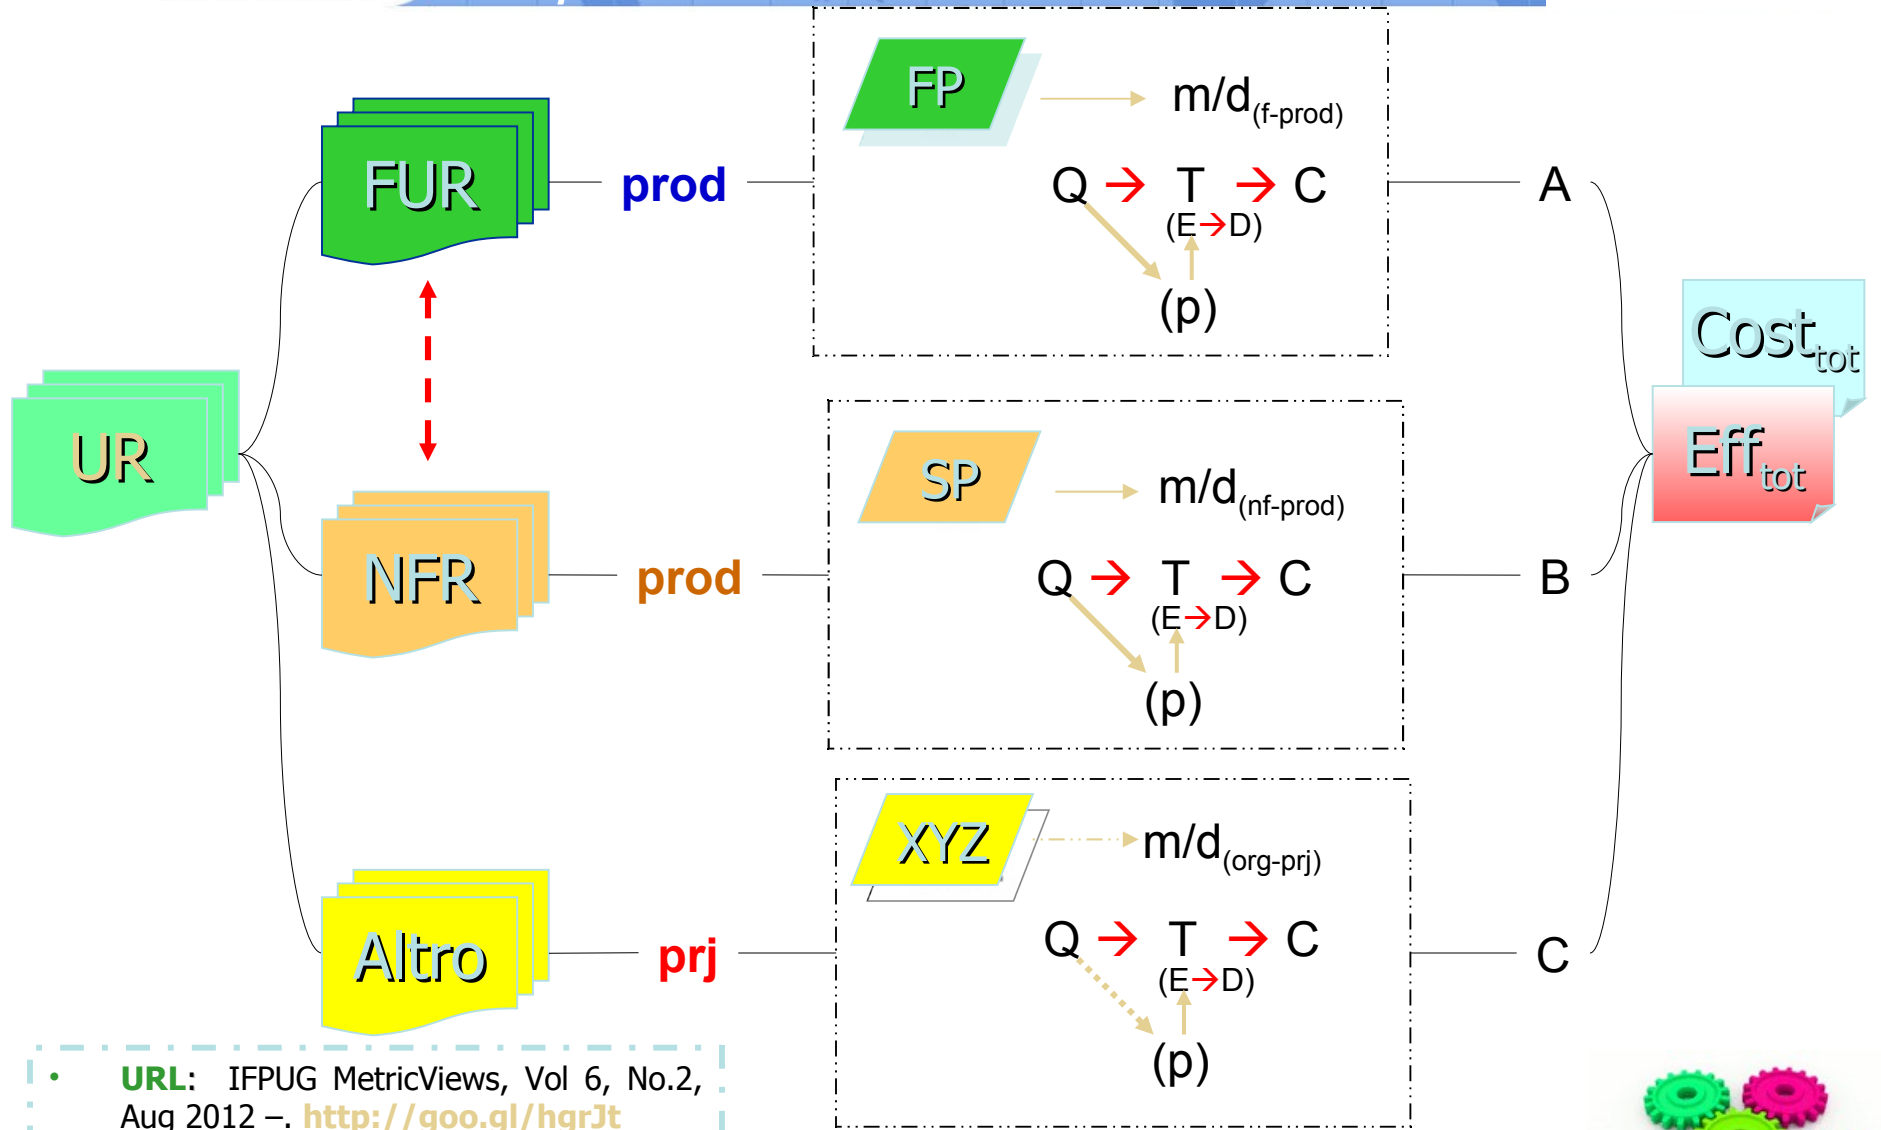 FP
m/d(f-prod)
FUR
prod
Q → T → C
(E→D)
(p)
A
Costtot
Efftot
UR
SP
m/d(nf-prod)
NFR
prod
Q → T → C
(E→D)
(p)
B
XYZ
m/d(org-prj)
Altro
prj
Q → T → C
(E→D)
(p)
C
• URL: IFPUG MetricViews, Vol 6, No.2,
Aug 2012 –. http://goo.gl/hgrJt